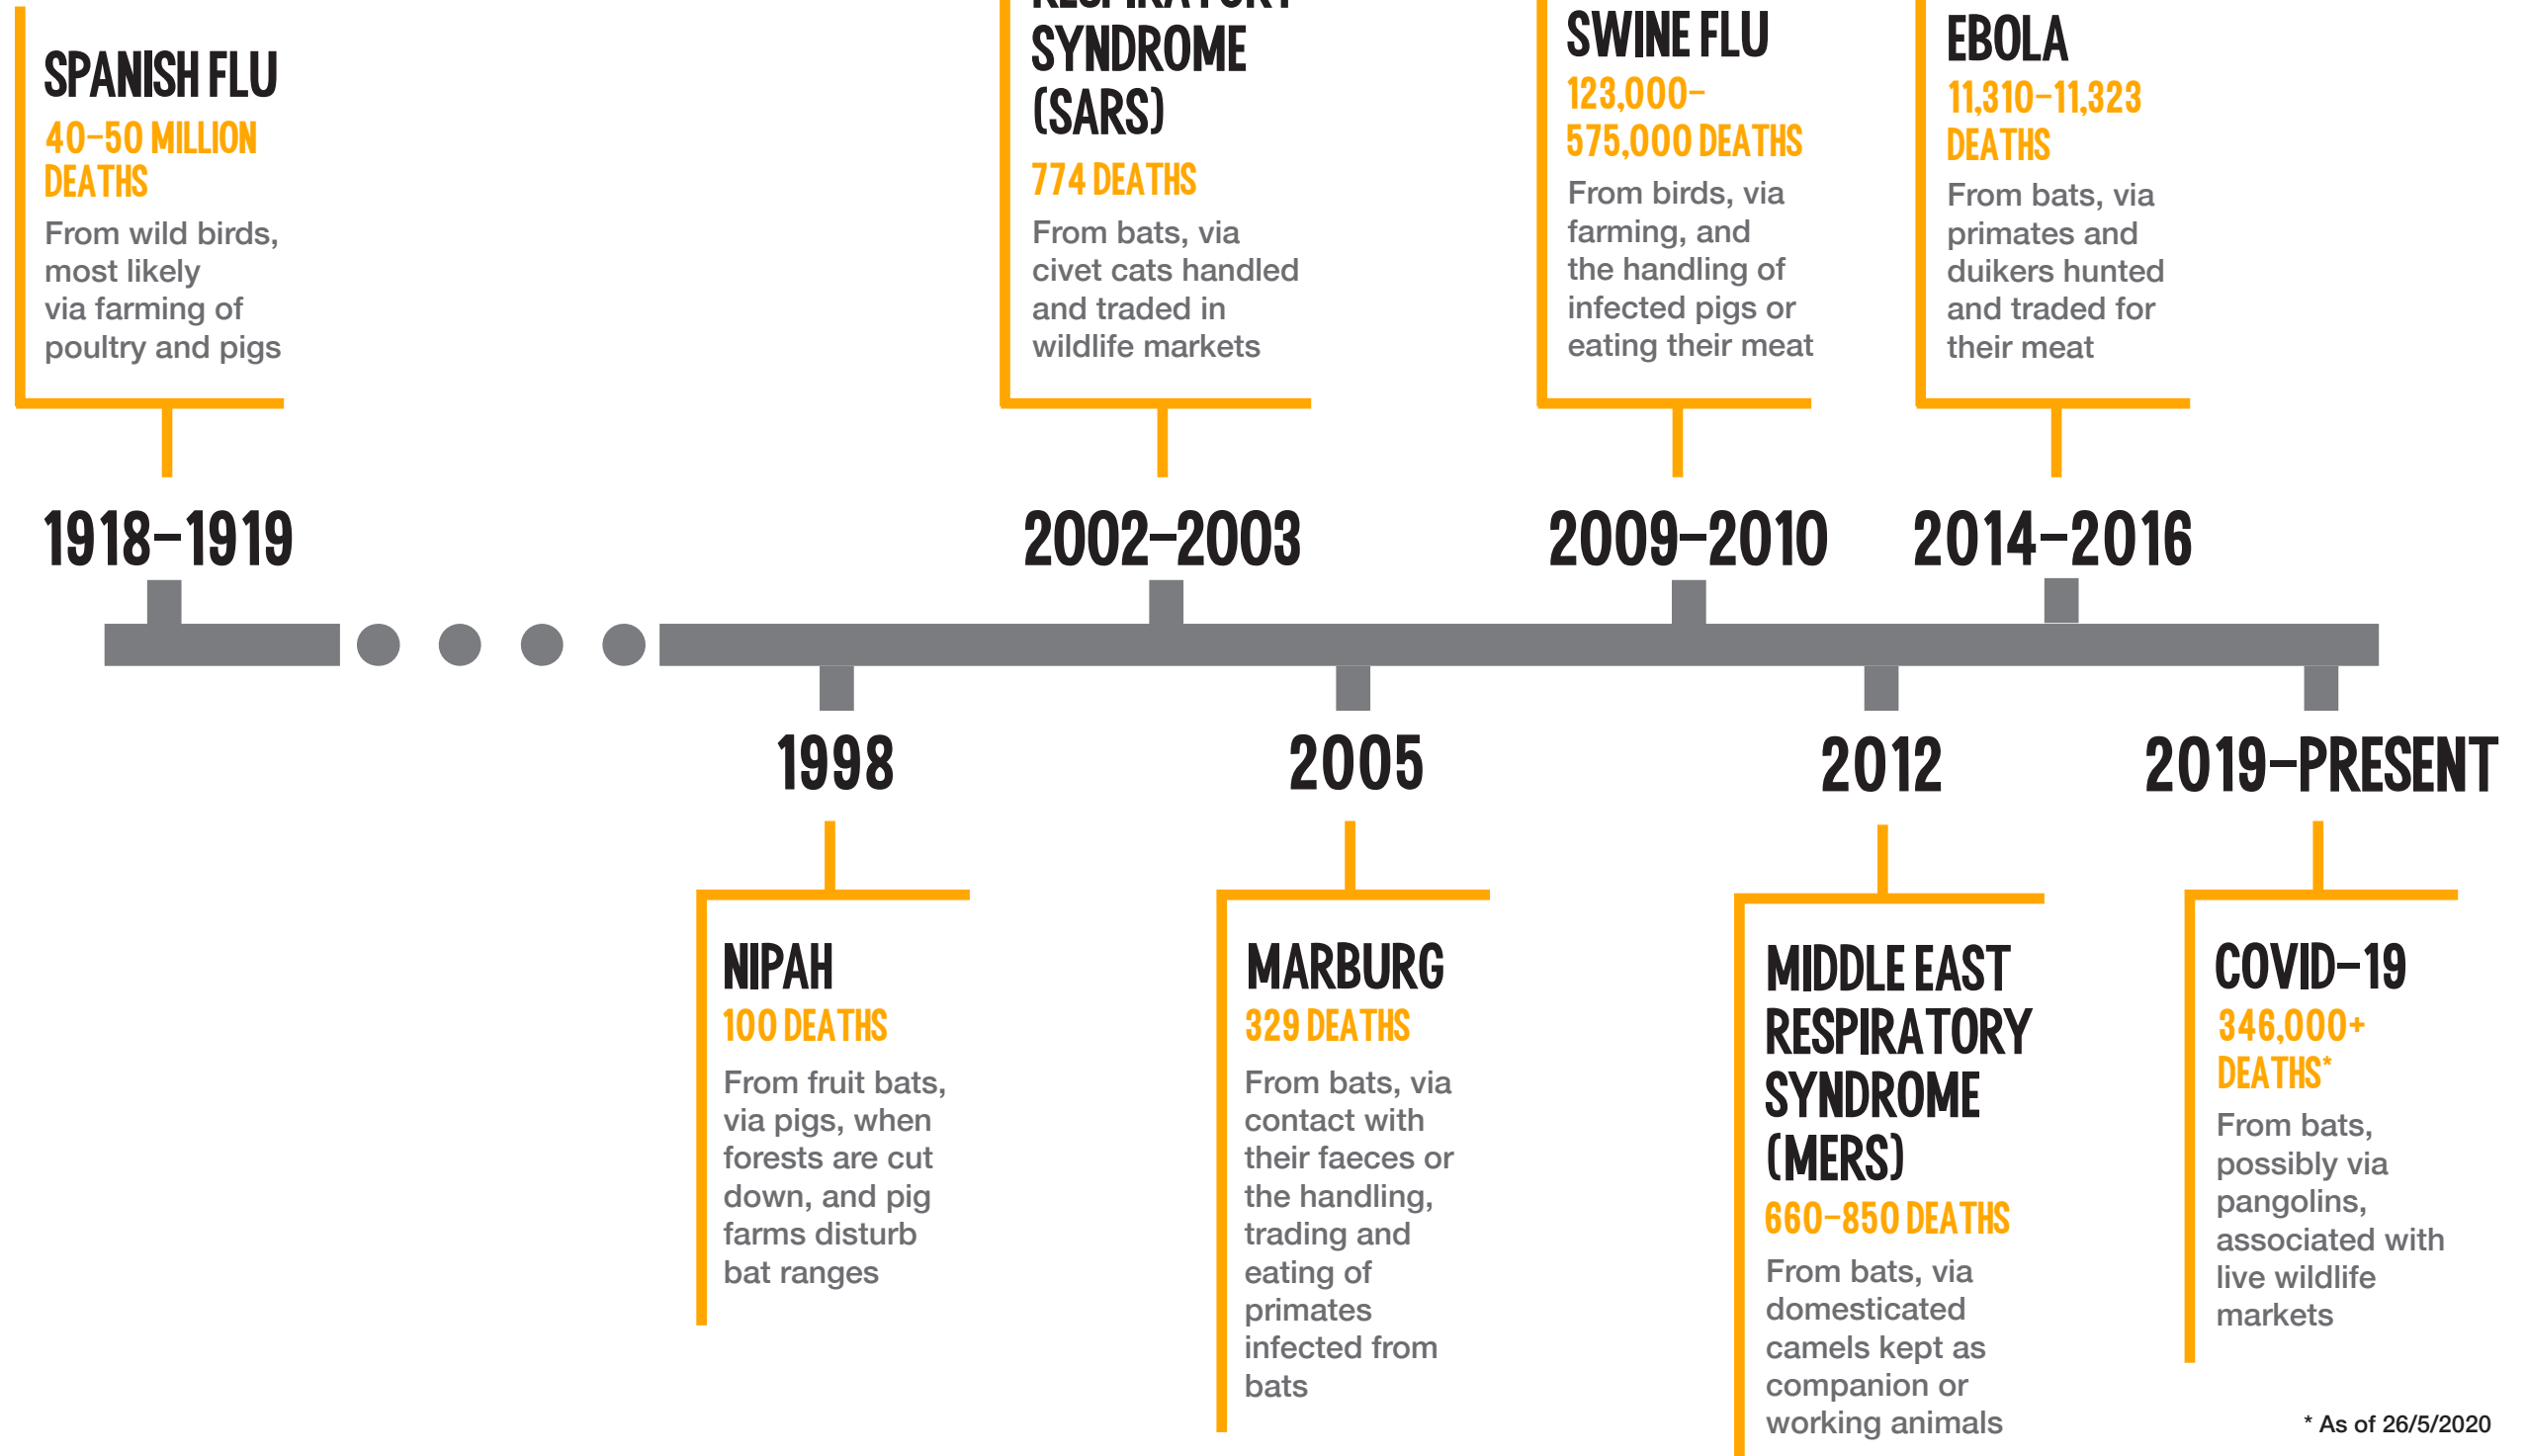 SPANISH FLU
40–50 MILLION
DEATHS
From wild birds,
most likely
via farming of
poultry and pigs
RESPIRATORY
SYNDROME
(SARS)
774 DEATHS
From bats, via
civet cats handled
and traded in
wildlife markets
SWINE FLU
123,000–
575,000 DEATHS
From birds, via
farming, and
the handling of
infected pigs or
eating their meat
EBOLA
11,310–11,323
DEATHS
From bats, via
primates and
duikers hunted
and traded for
their meat
1918–1919
2002–2003
2009–2010
2014–2016
1998
2005
2012
2019–PRESENT
NIPAH
100 DEATHS
From fruit bats,
via pigs, when
forests are cut
down, and pig
farms disturb
bat ranges
MARBURG
329 DEATHS
From bats, via
contact with
their faeces or
the handling,
trading and
eating of
primates
infected from
bats
MIDDLE EAST
RESPIRATORY
SYNDROME
(MERS)
660–850 DEATHS
From bats, via
domesticated
camels kept as
companion or
working animals
COVID–19
346,000+
DEATHS*
From bats,
possibly via
pangolins,
associated with
live wildlife
markets
* As of 26/5/2020